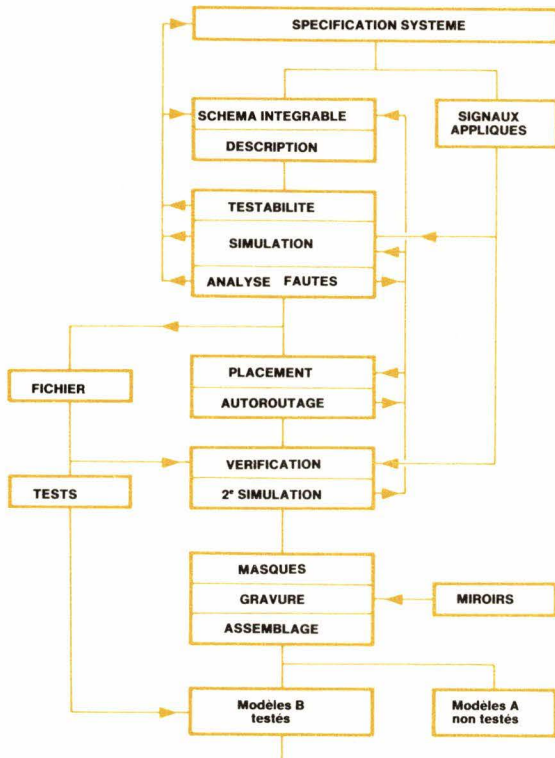 SPECIFICATION SYSTEME
SCHEMA INTEGRABLE
DESCRIPTION
SIGNAUX
APPLIQUES
TESTABILITE
SIMULATION
ANALYSE FAUTES
FICHIER
PLACEMENT
AUTOROUTAGE
TESTS
VERIFICATION
2e SIMULATION
MASQUES
GRAVURE
ASSEMBLAGE
MIROIRS
Modèles B
testés
Modèles A
non testés